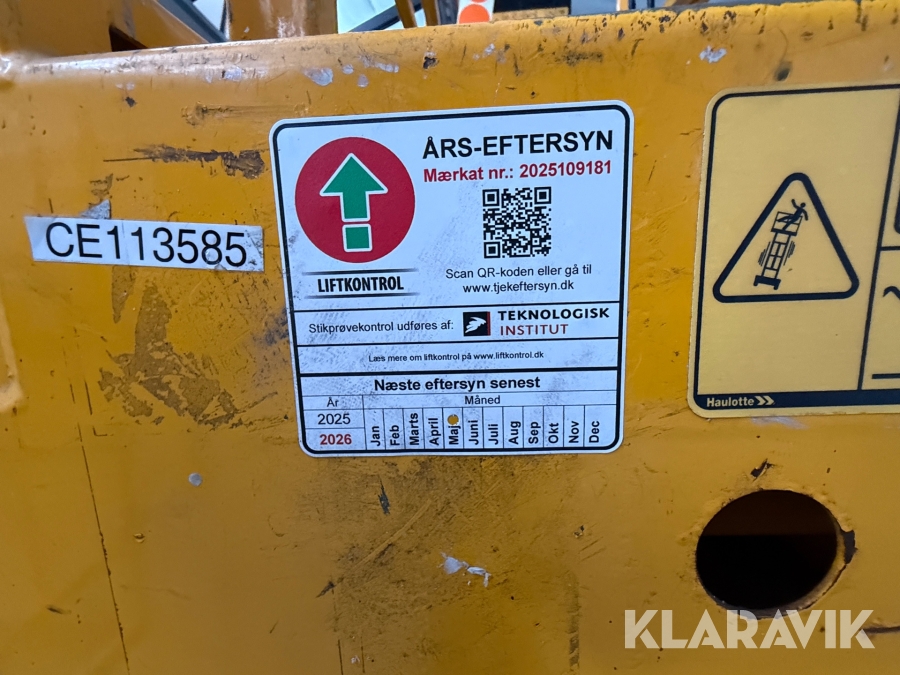 CE113585
ÅRS-EFTERSYN
Mærkat nr.: 2025109181
LIFTKONTROL
Scan QR-koden eller gå til
www.tjekeftersyn.dk
Stikprøvekontrol udføres af: TEKNOLOGISK
INSTITUT
Læs mere om liftkontrol på www.liftkontrol.dk
Næste eftersyn senest
År Måned
2025
2026
Jan Feb Marts April Maj Juni Juli Aug Sep Okt Nov Dec
Haulotte
KLARAVIK